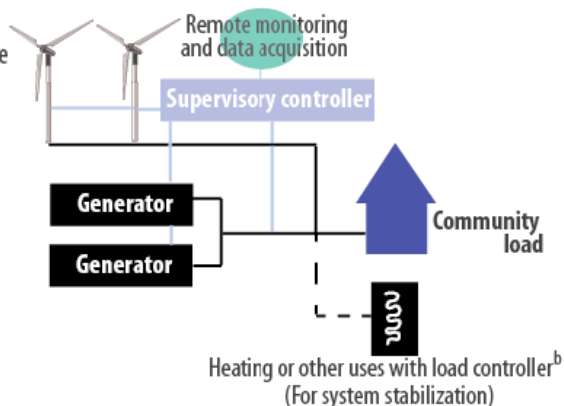 e
Remote monitoring
and data acquisition
Supervisory controller
Generator
Generator
Community
load
Heating or other uses with load controllerᵇ
(For system stabilization)